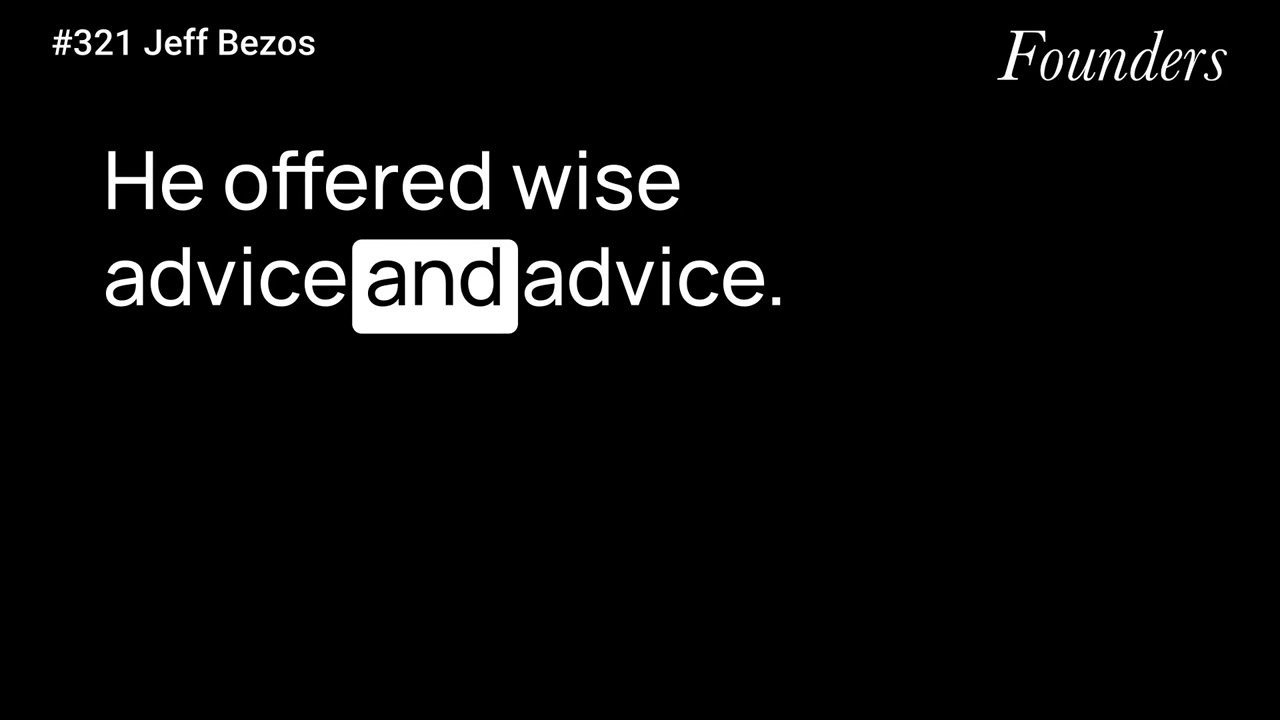 #321 Jeff Bezos
Founders
He offered wise
advice and advice.